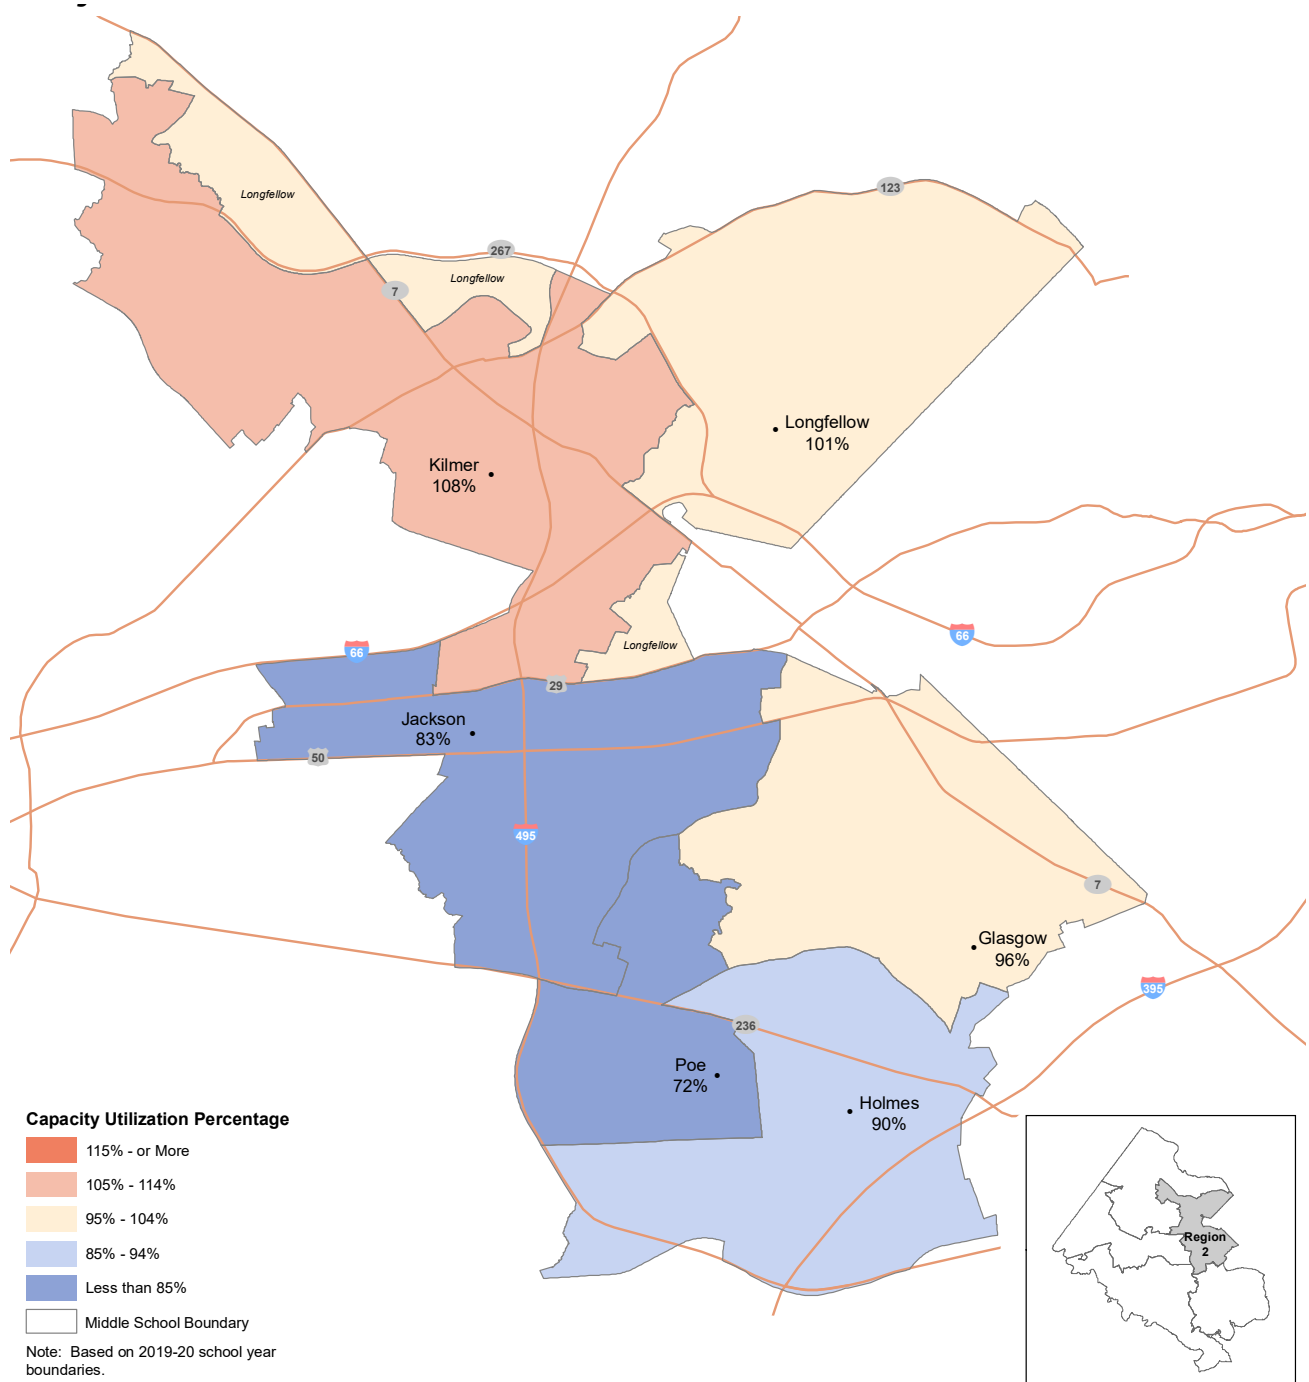 123
Longfellow
267
Longfellow
7
Longfellow
101%
Kilmer
108%
66
66
Longfellow
29
Jackson
83%
50
495
7
Glasgow
96%
395
236
Poe
72%
Holmes
90%
Capacity Utilization Percentage
115% - or More
105% - 114%
95% - 104%
85% - 94%
Less than 85%
Middle School Boundary
Note: Based on 2019-20 school year
boundaries.
Region
2